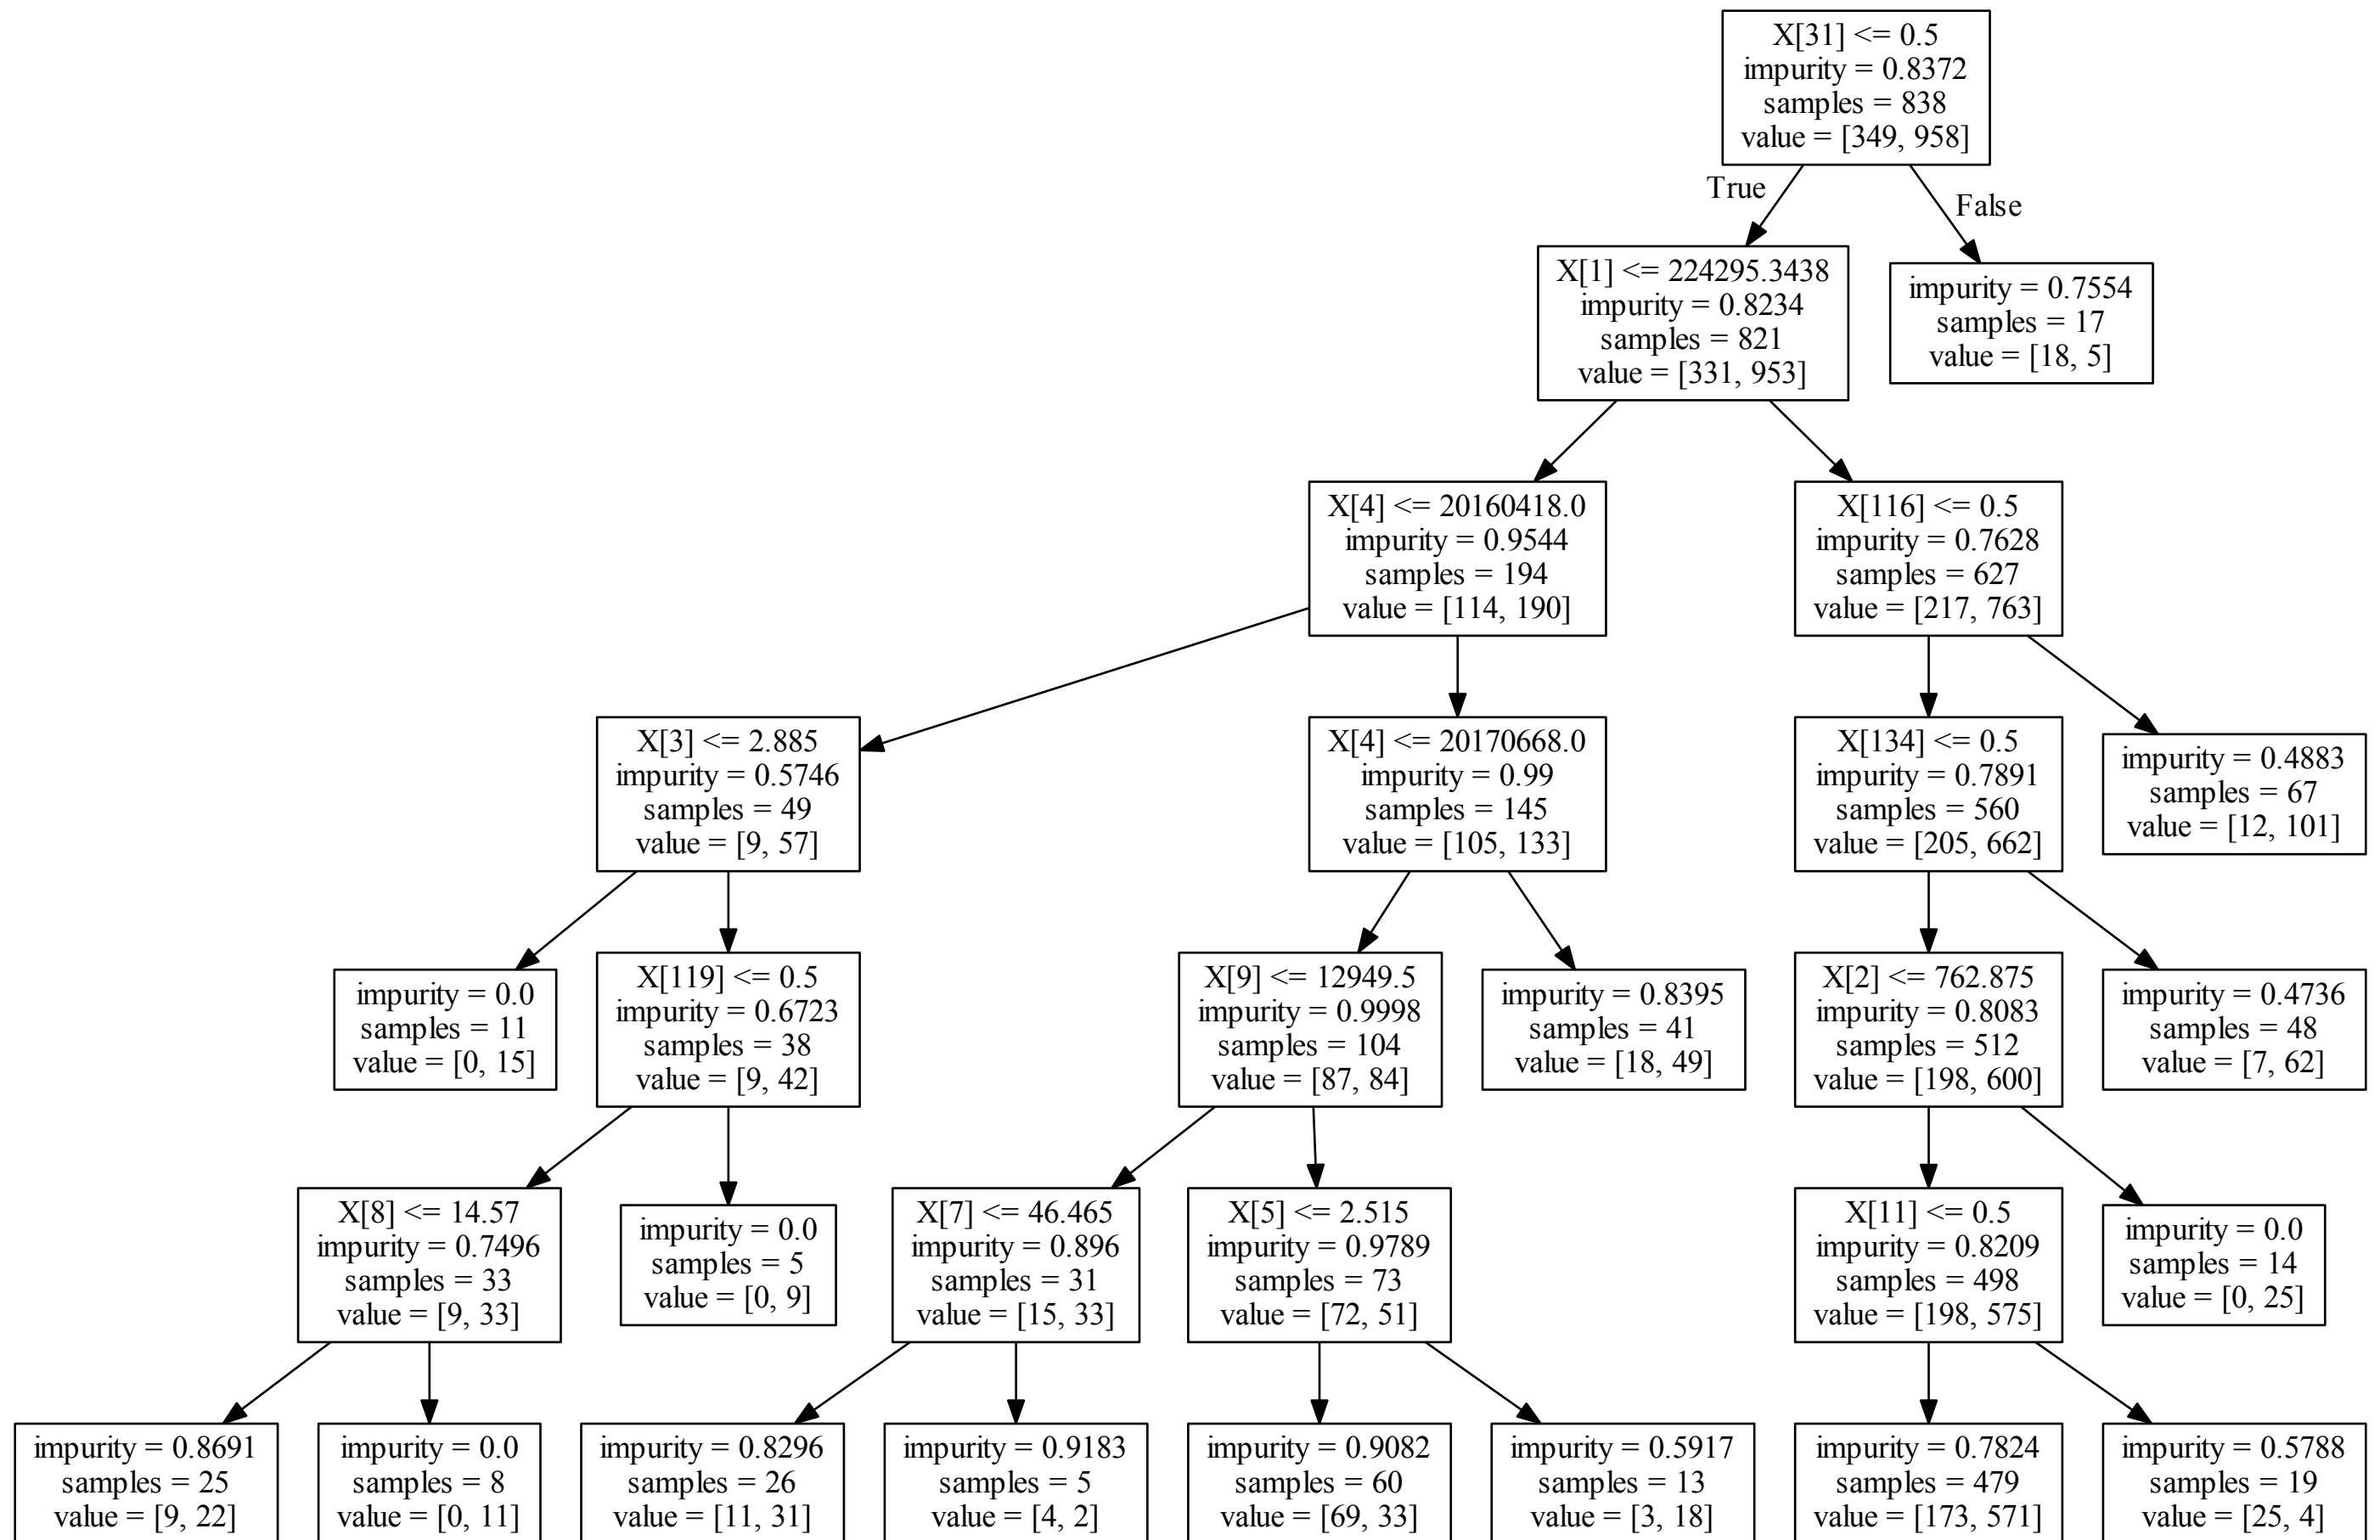 X[31] <= 0.5
impurity = 0.8372
samples = 838
value = [349, 958]
True
False
X[1] <= 224295.3438
impurity = 0.8234
samples = 821
value = [331, 953]
impurity = 0.7554
samples = 17
value = [18, 5]
X[4] <= 20160418.0
impurity = 0.9544
samples = 194
value = [114, 190]
X[116] <= 0.5
impurity = 0.7628
samples = 627
value = [217, 763]
X[3] <= 2.885
impurity = 0.5746
samples = 49
value = [9, 57]
X[4] <= 20170668.0
impurity = 0.99
samples = 145
value = [105, 133]
X[134] <= 0.5
impurity = 0.7891
samples = 560
value = [205, 662]
impurity = 0.4883
samples = 67
value = [12, 101]
impurity = 0.0
samples = 11
value = [0, 15]
X[119] <= 0.5
impurity = 0.6723
samples = 38
value = [9, 42]
X[9] <= 12949.5
impurity = 0.9998
samples = 104
value = [87, 84]
impurity = 0.8395
samples = 41
value = [18, 49]
X[2] <= 762.875
impurity = 0.8083
samples = 512
value = [198, 600]
impurity = 0.4736
samples = 48
value = [7, 62]
X[8] <= 14.57
impurity = 0.7496
samples = 33
value = [9, 33]
impurity = 0.0
samples = 5
value = [0, 9]
X[7] <= 46.465
impurity = 0.896
samples = 31
value = [15, 33]
X[5] <= 2.515
impurity = 0.9789
samples = 73
value = [72, 51]
X[11] <= 0.5
impurity = 0.8209
samples = 498
value = [198, 575]
impurity = 0.0
samples = 14
value = [0, 25]
impurity = 0.8691
samples = 25
value = [9, 22]
impurity = 0.0
samples = 8
value = [0, 11]
impurity = 0.8296
samples = 26
value = [11, 31]
impurity = 0.9183
samples = 5
value = [4, 2]
impurity = 0.9082
samples = 60
value = [69, 33]
impurity = 0.5917
samples = 13
value = [3, 18]
impurity = 0.7824
samples = 479
value = [173, 571]
impurity = 0.5788
samples = 19
value = [25, 4]